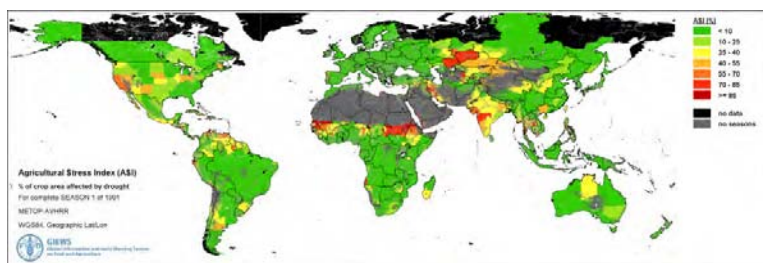 ASI (%)
< 10
10 - 25
25 - 40
40 - 55
55 - 70
70 - 85
>= 85
no data
no seasons
Agricultural Stress Index (ASI)
% of crop area affected by drought
For complete SEASON 1 of 1991
METOP-AVHRR
WGS84, Geographic Lat/Lon
GIEWS